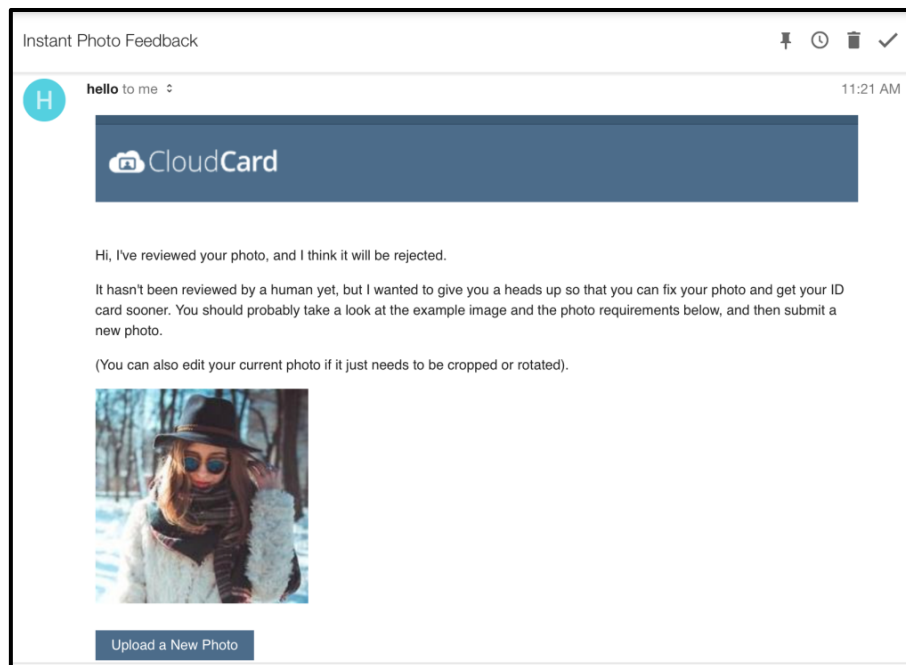 Instant Photo Feedback
hello to me
11:21 AM
H
CloudCard
Hi, I've reviewed your photo, and I think it will be rejected.
It hasn't been reviewed by a human yet, but I wanted to give you a heads up so that you can fix your photo and get your ID
card sooner. You should probably take a look at the example image and the photo requirements below, and then submit a
new photo.
(You can also edit your current photo if it just needs to be cropped or rotated).
Upload a New Photo